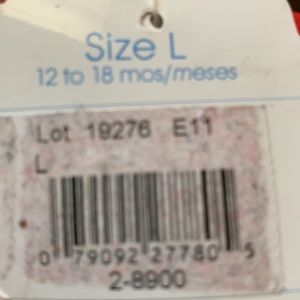 Size L
12 to 18 mos/meses
Lot 19276 E11
L
0 79092 27780 5
2-8900